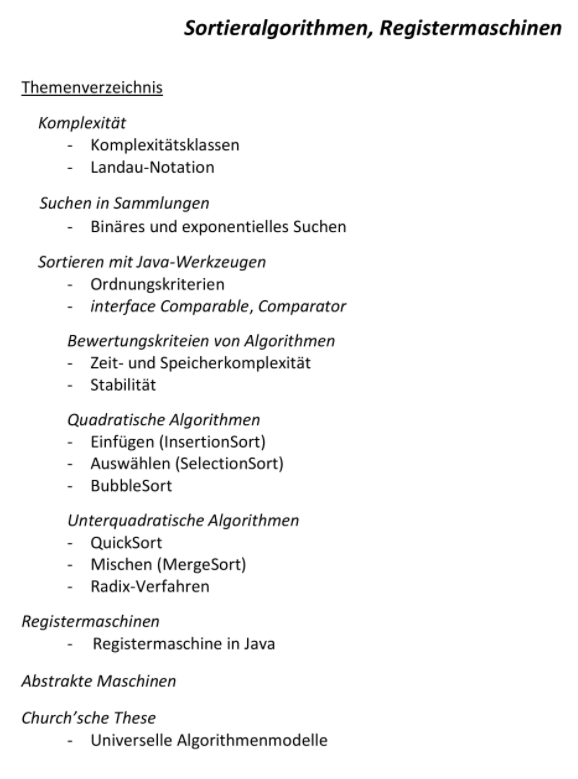 Sortieralgorithmen, Registermaschinen
Themenverzeichnis
Komplexität
- Komplexitätsklassen
- Landau-Notation
Suchen in Sammlungen
- Binäres und exponentielles Suchen
Sortieren mit Java-Werkzeugen
- Ordnungskriterien
- interface Comparable, Comparator
Bewertungskriteien von Algorithmen
- Zeit- und Speicherkomplexität
- Stabilität
Quadratische Algorithmen
- Einfügen (InsertionSort)
- Auswählen (SelectionSort)
- BubbleSort
Unterquadratische Algorithmen
- QuickSort
- Mischen (MergeSort)
- Radix-Verfahren
Registermaschinen
- Registermaschine in Java
Abstrakte Maschinen
Church’sche These
- Universelle Algorithmenmodelle